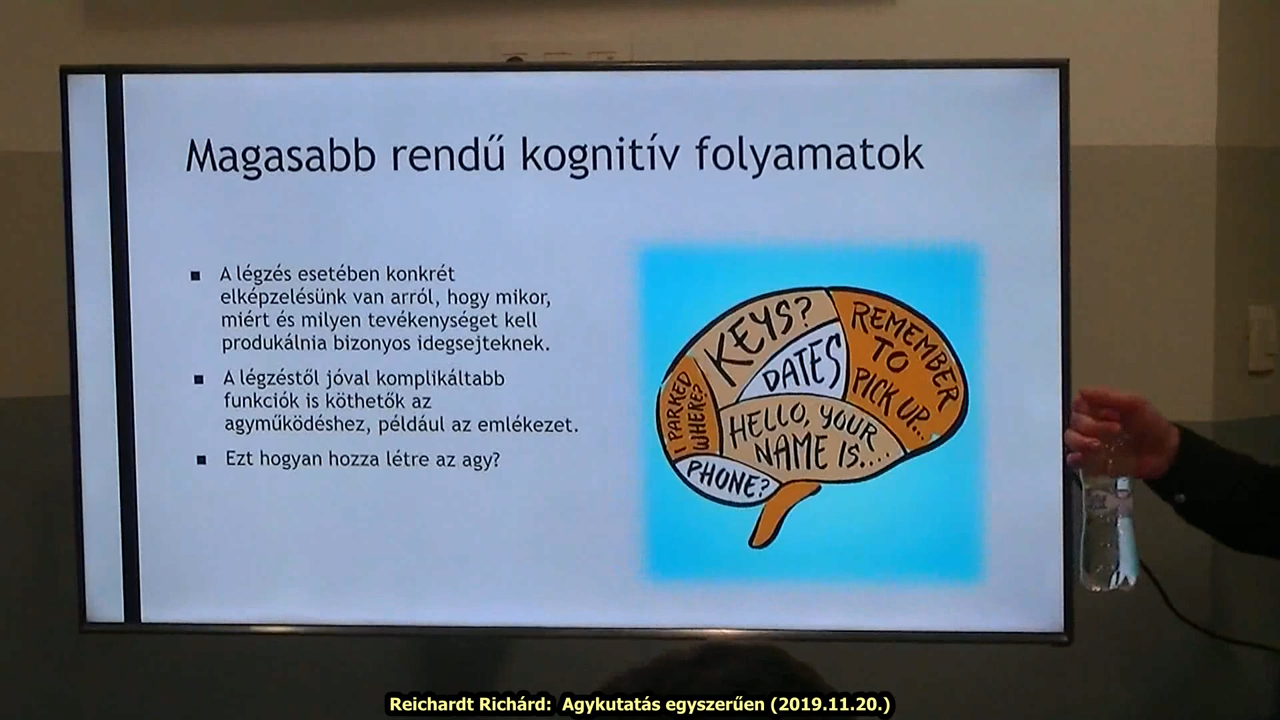 Magasabb rendű kognitív folyamatok
A légzés esetében konkrét
elképzelésünk van arról, hogy mikor,
miért és milyen tevékenységet kell
produkálnia bizonyos idegsejteknek.
A légzéstől jóval komplikáltabb
funkciók is köthetők az
agyműködéshez, például az emlékezet.
Ezt hogyan hozza létre az agy?
KEYS?
DATES
REMEMBER
TO
PICK UP...
I PARKED
WHERE?
HELLO, YOUR
NAME IS....
PHONE?
Reichardt Richárd: Agykutatás egyszerűen (2019.11.20.)